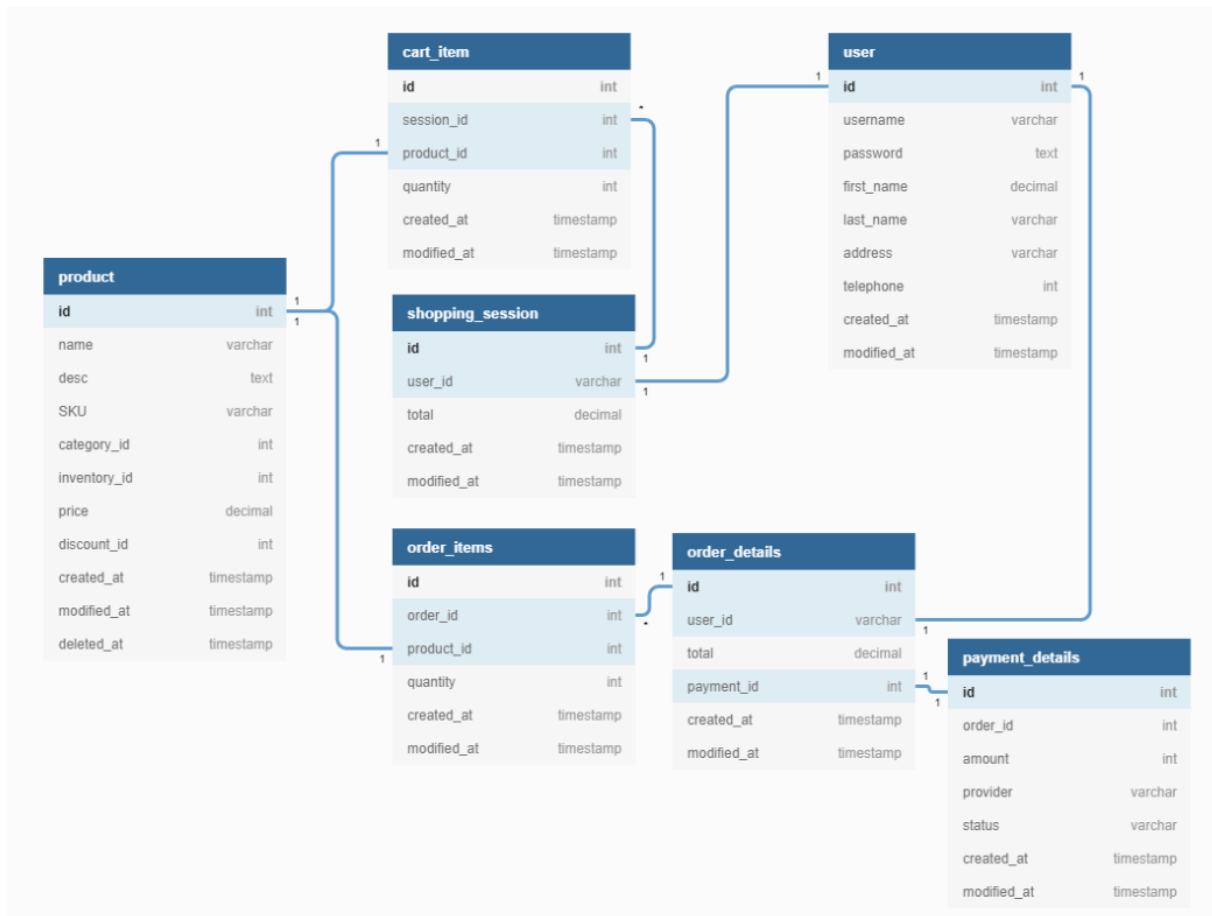 cart_item
id int
session_id int
product_id int
quantity int
created_at timestamp
modified_at timestamp
user
id int
username varchar
password text
first_name decimal
last_name varchar
address varchar
telephone int
created_at timestamp
modified_at timestamp
product
id int
name varchar
desc text
SKU varchar
category_id int
inventory_id int
price decimal
discount_id int
created_at timestamp
modified_at timestamp
deleted_at timestamp
shopping_session
id int
user_id varchar
total decimal
created_at timestamp
modified_at timestamp
order_items
id int
order_id int
product_id int
quantity int
created_at timestamp
modified_at timestamp
order_details
id int
user_id varchar
total decimal
payment_id int
created_at timestamp
modified_at timestamp
payment_details
id int
order_id int
amount int
provider varchar
status varchar
created_at timestamp
modified_at timestamp
1
*
1
1
1
1
1
1
1
1
1
*
1
1
1